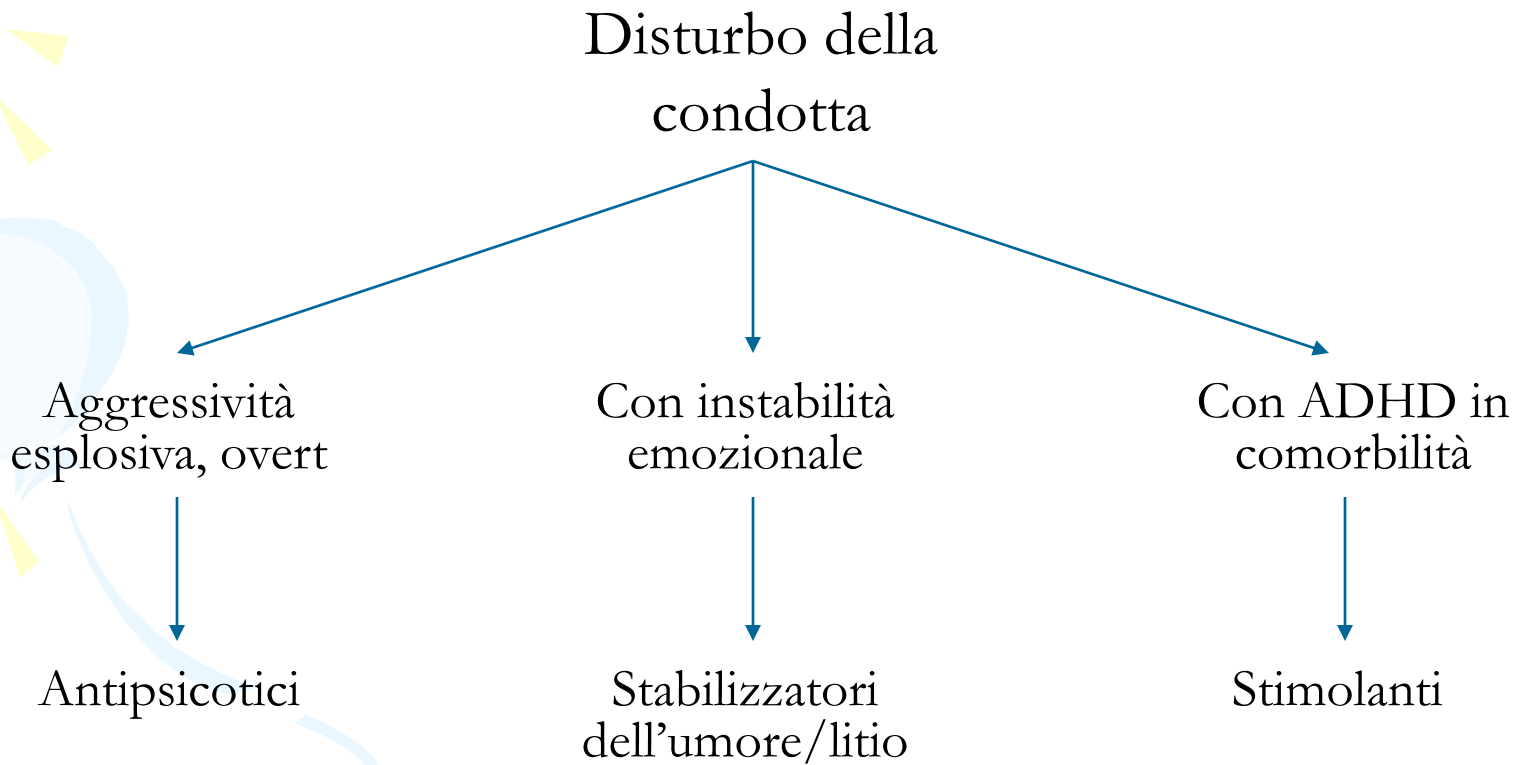 Disturbo della
condotta
Aggressività
esplosiva, overt
Con instabilità
emozionale
Con ADHD in
comorbilità
Antipsicotici
Stabilizzatori
dell’umore/litio
Stimolanti